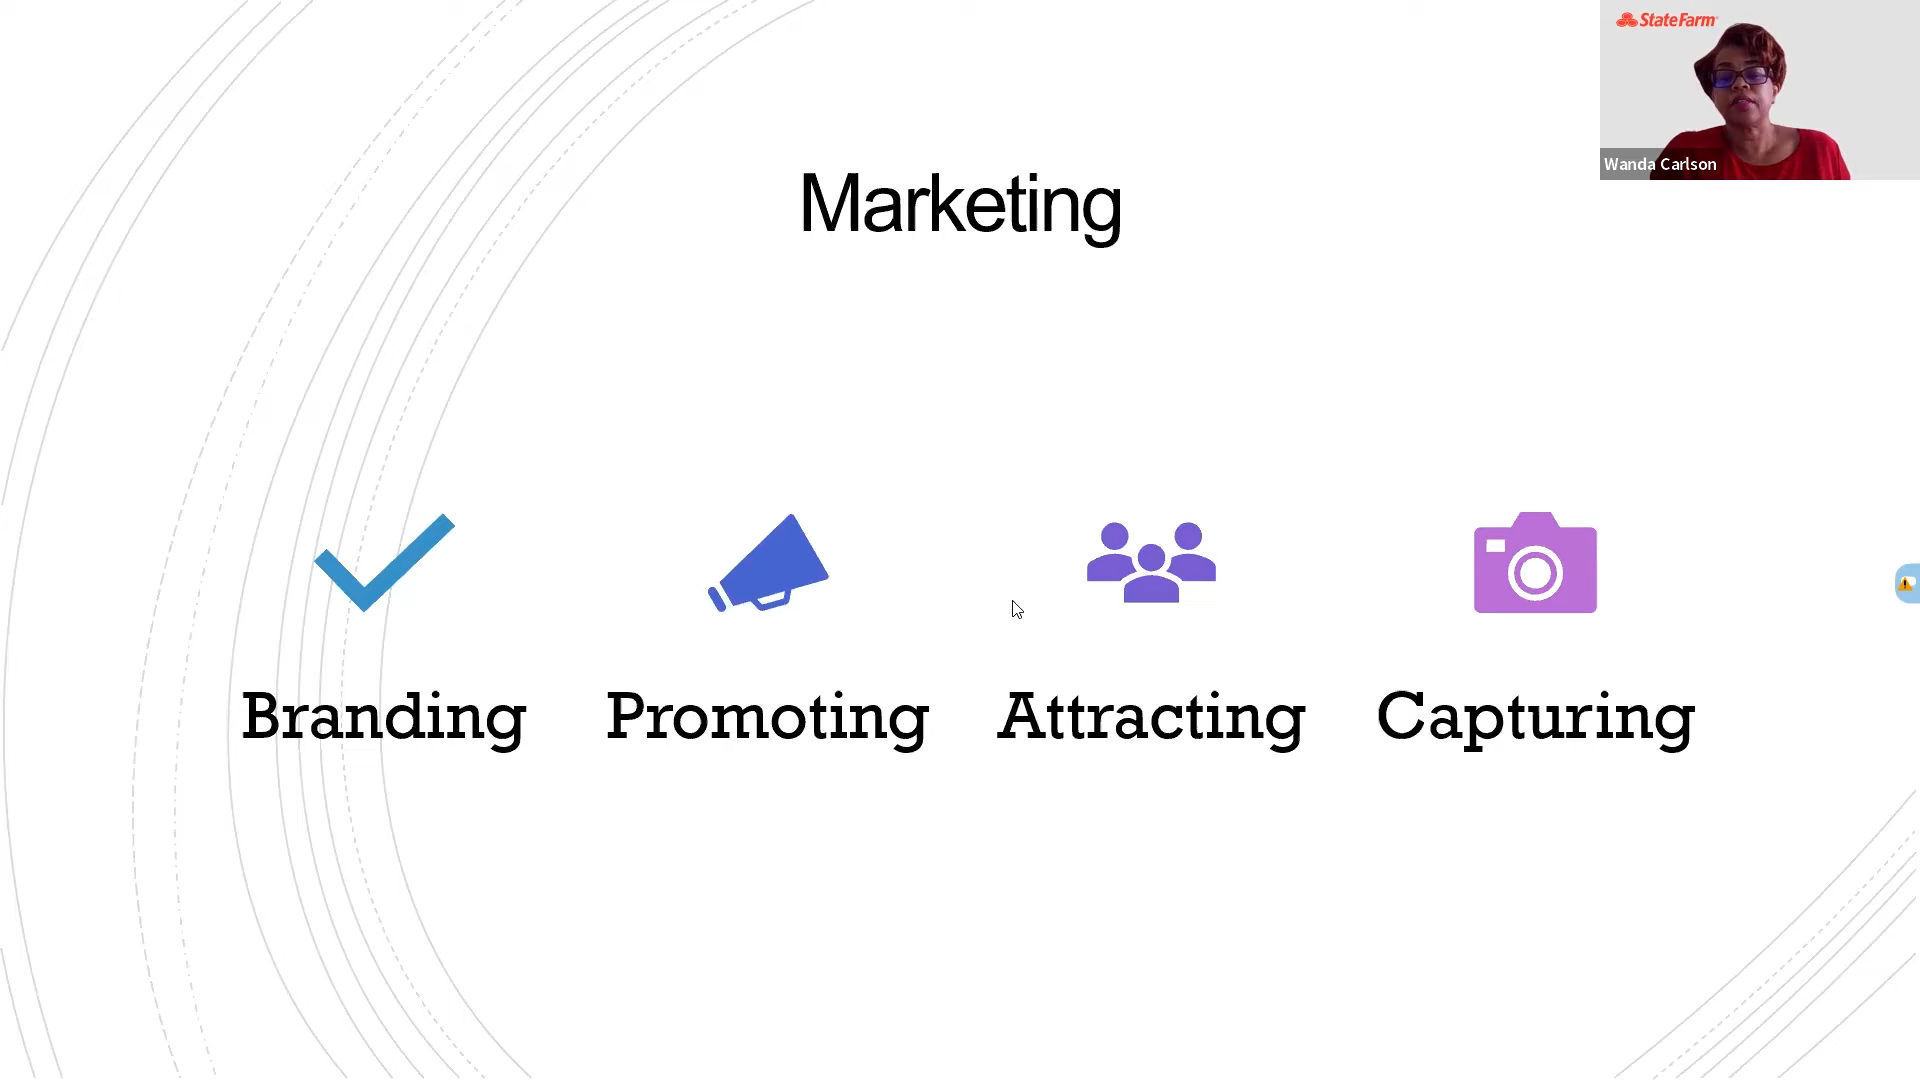 StateFarm
Wanda Carlson
Marketing
Branding
Promoting
Attracting
Capturing